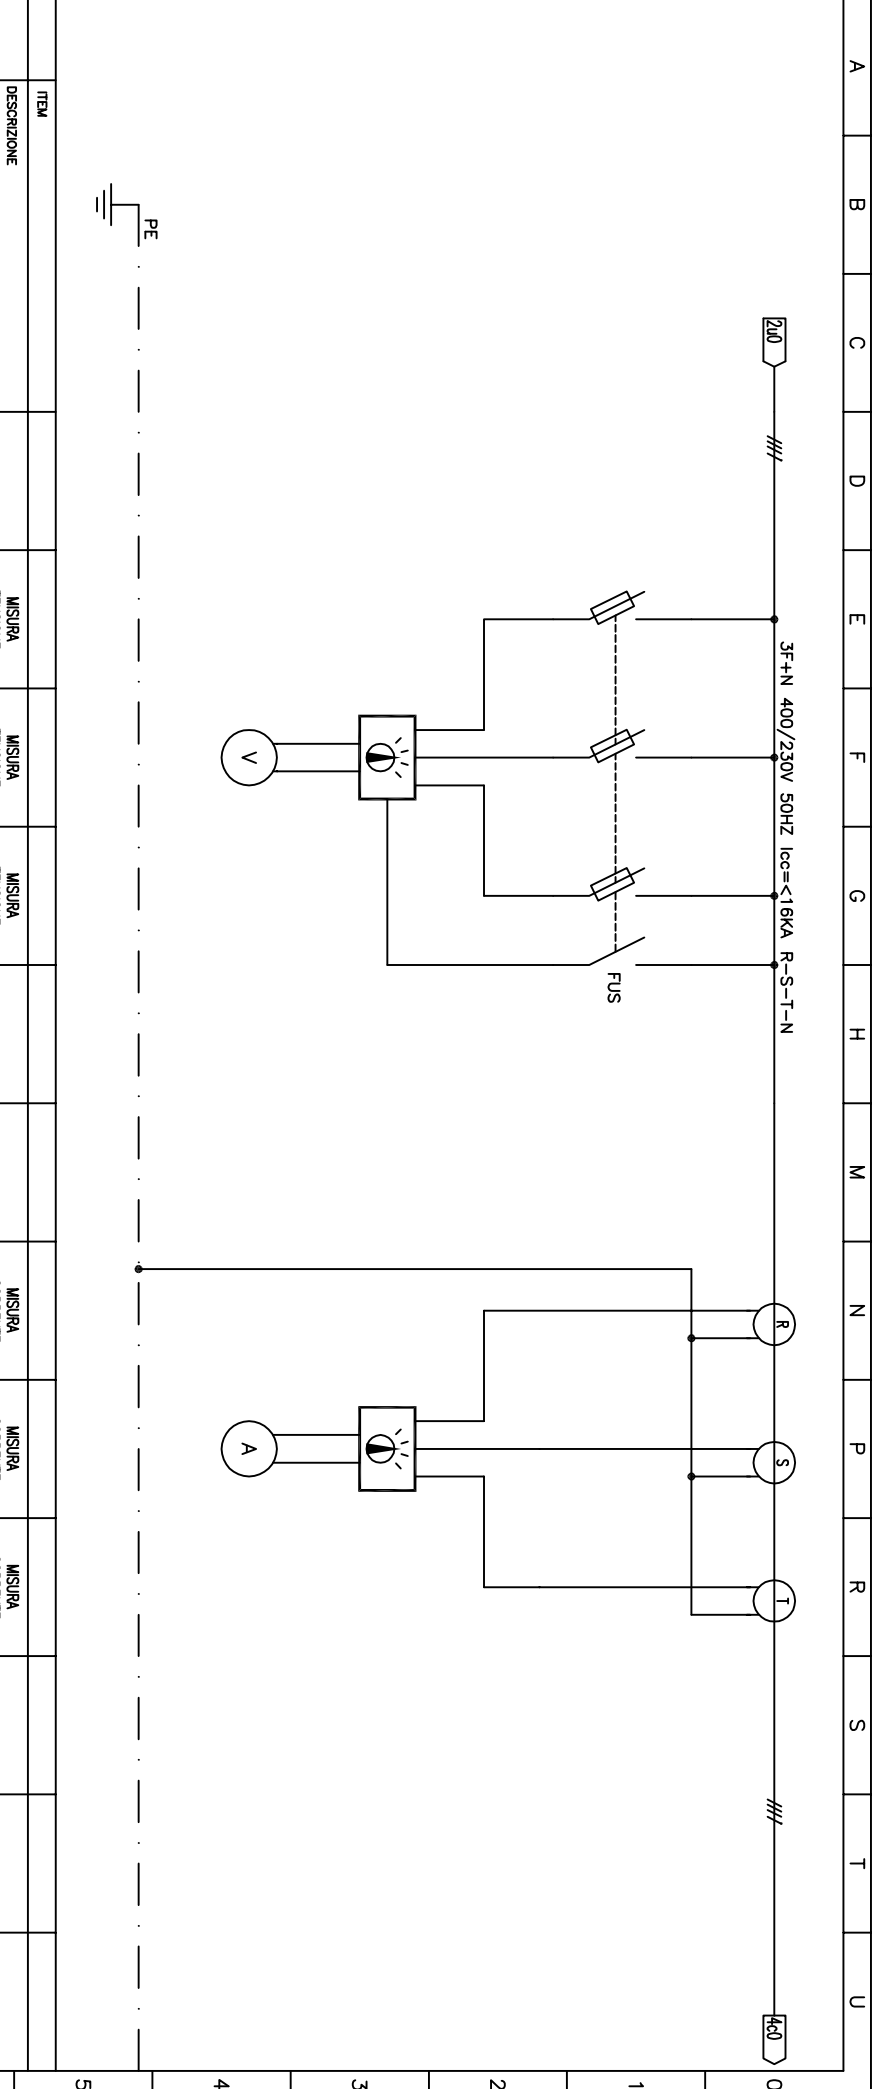 A
B
C
D
E
F
G
H
M
N
P
R
S
T
U
0
1
2
3
4
5
2u0
3F+N 400/230V 50HZ Icc=<16KA R-S-T-N
4c0
FUS
R
S
T
V
A
PE
ITEM
DESCRIZIONE
MISURA
MISURA
MISURA
MISURA
MISURA
MISURA